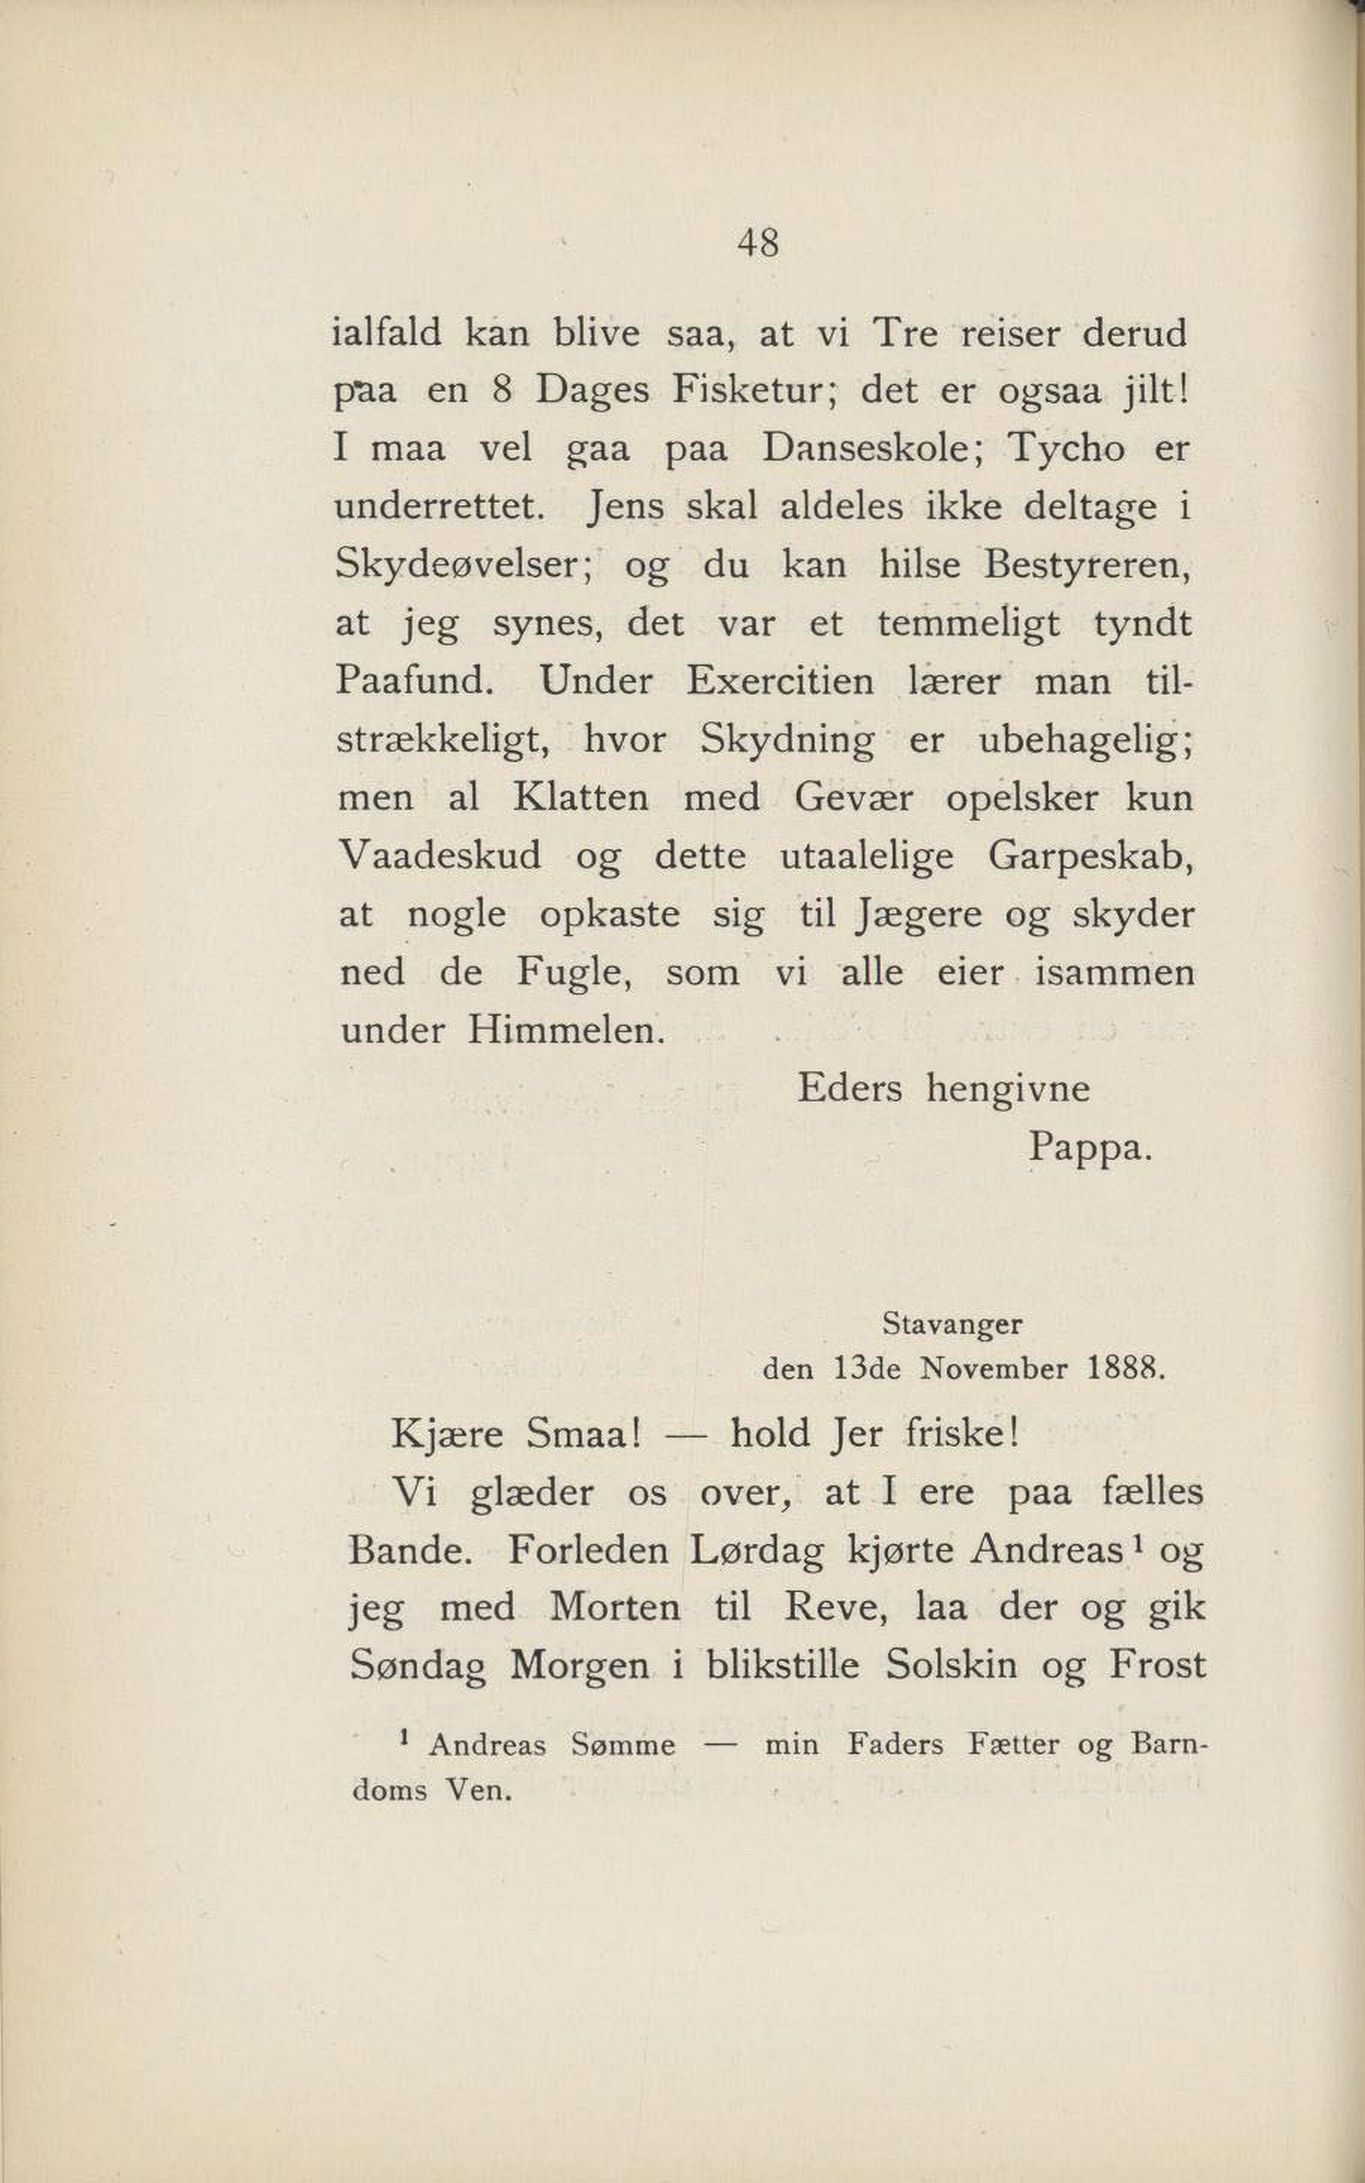 48
ialfald kan blive saa, at vi Tre reiser derud
paa en 8 Dages Fisketur; det er ogsaa jilt!
I maa vel gaa paa Danseskole; Tycho er
underrettet. Jens skal aldeles ikke deltage i
Skydeøvelser; og du kan hilse Bestyreren,
at jeg synes, det var et temmeligt tyndt
Paafund. Under Exercitien lærer man til-
strækkeligt, hvor Skydning er ubehagelig;
men al Klatten med Gevær opelsker kun
Vaadeskud og dette utaalelige Garpeskab,
at nogle opkaste sig til Jægere og skyder
ned de Fugle, som vi alle eier isammen
under Himmelen.
Eders hengivne
Pappa.
Stavanger
den 13de November 1888.
Kjære Smaa! — hold Jer friske!
Vi glæder os over, at I ere paa fælles
Bande. Forleden Lørdag kjørte Andreas¹ og
jeg med Morten til Reve, laa der og gik
Søndag Morgen i blikstille Solskin og Frost
¹ Andreas Sømme — min Faders Fætter og Barn-
doms Ven.